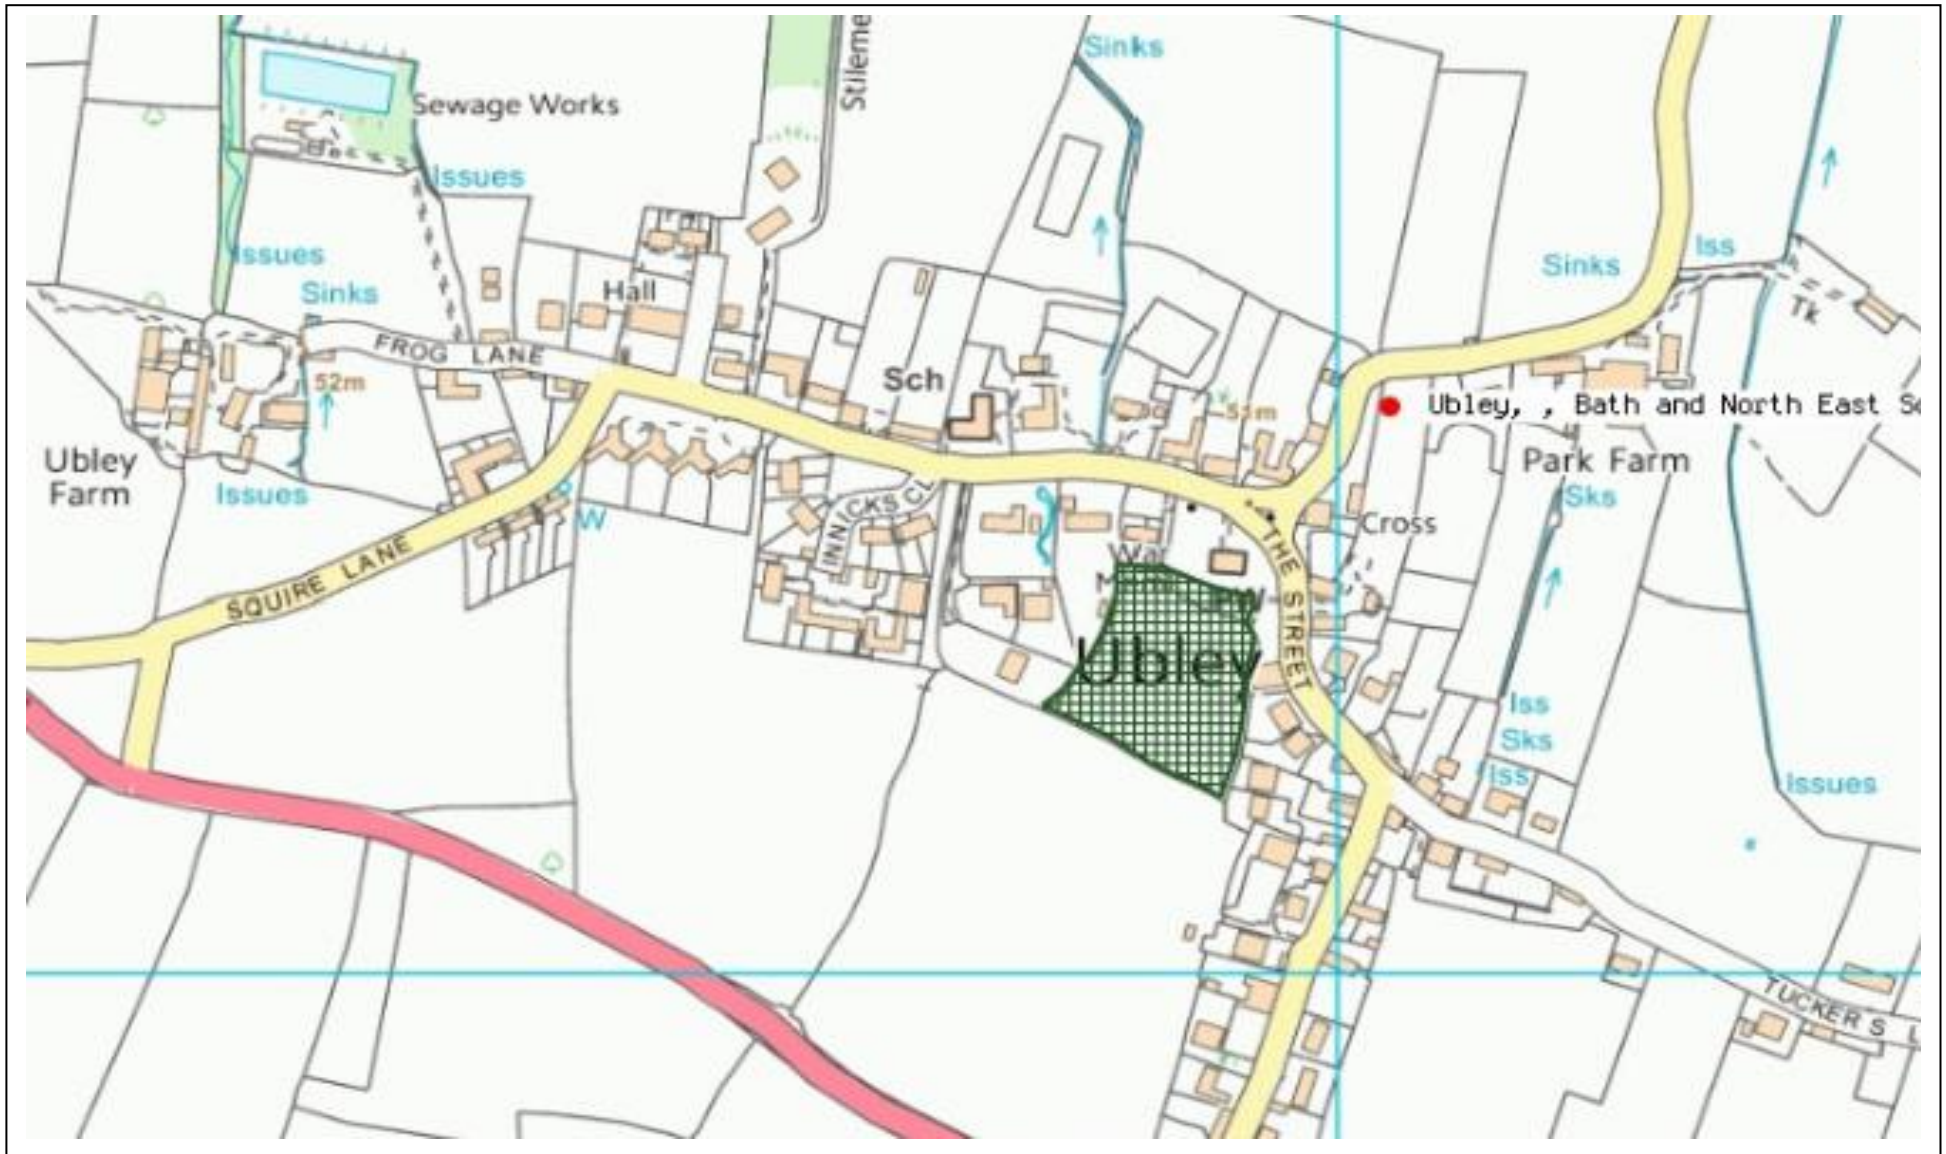 Sinks
Stileme
Sewage Works
Issues
Issues
Sinks
Sinks
Iss
Hall
Tk
FROG LANE
52m
Sch
51m
Ubley, , Bath and North East So
Ubley
Farm
Issues
Park Farm
Sks
W
INNICKS CL
Cross
War
SQUIRE LANE
THE STREET
Ubley
Iss
Sks
Iss
Issues
TUCKERS L